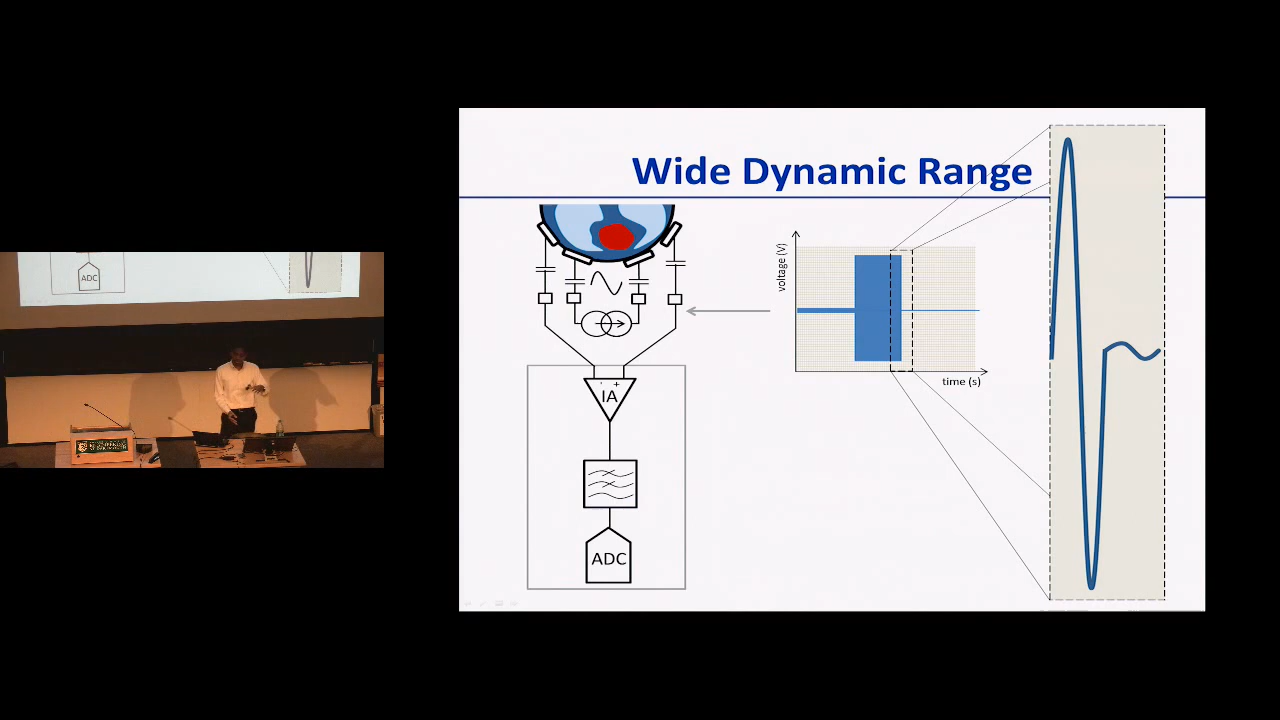 Wide Dynamic Range
voltage (V)
time (s)
- +
IA
ADC
ADC